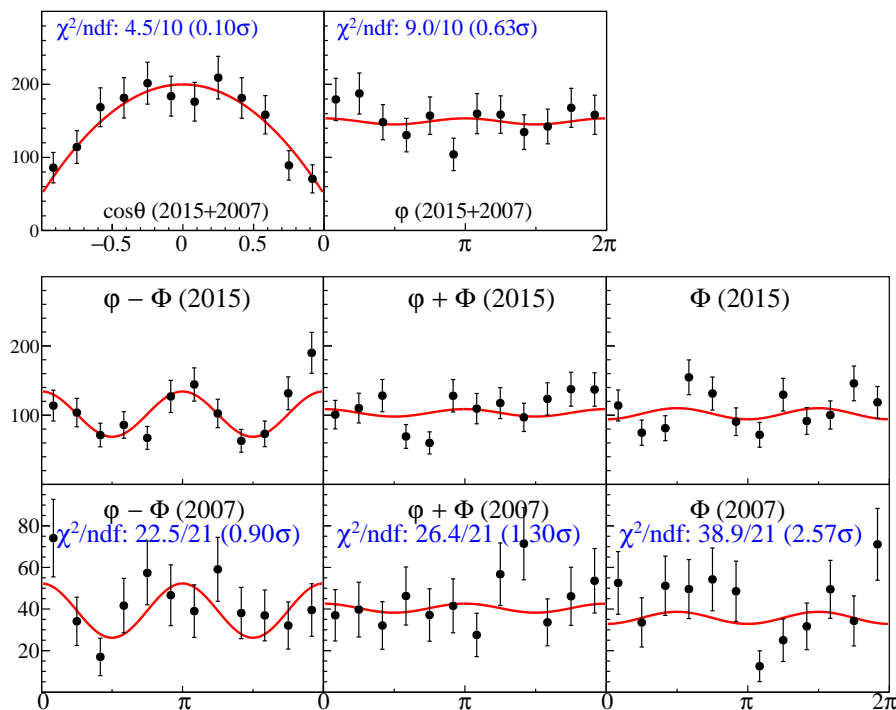 χ²/ndf: 4.5/10 (0.10σ)
χ²/ndf: 9.0/10 (0.63σ)
200
100
0
cosθ (2015+2007)
φ (2015+2007)
−0.5 0 0.5 0 π 2π
φ − Φ (2015)
φ + Φ (2015)
Φ (2015)
200
100
φ − Φ (2007)
φ + Φ (2007)
Φ (2007)
χ²/ndf: 22.5/21 (0.90σ)
χ²/ndf: 26.4/21 (1.30σ)
χ²/ndf: 38.9/21 (2.57σ)
80
60
40
20
0 π 0 π 0 π 2π